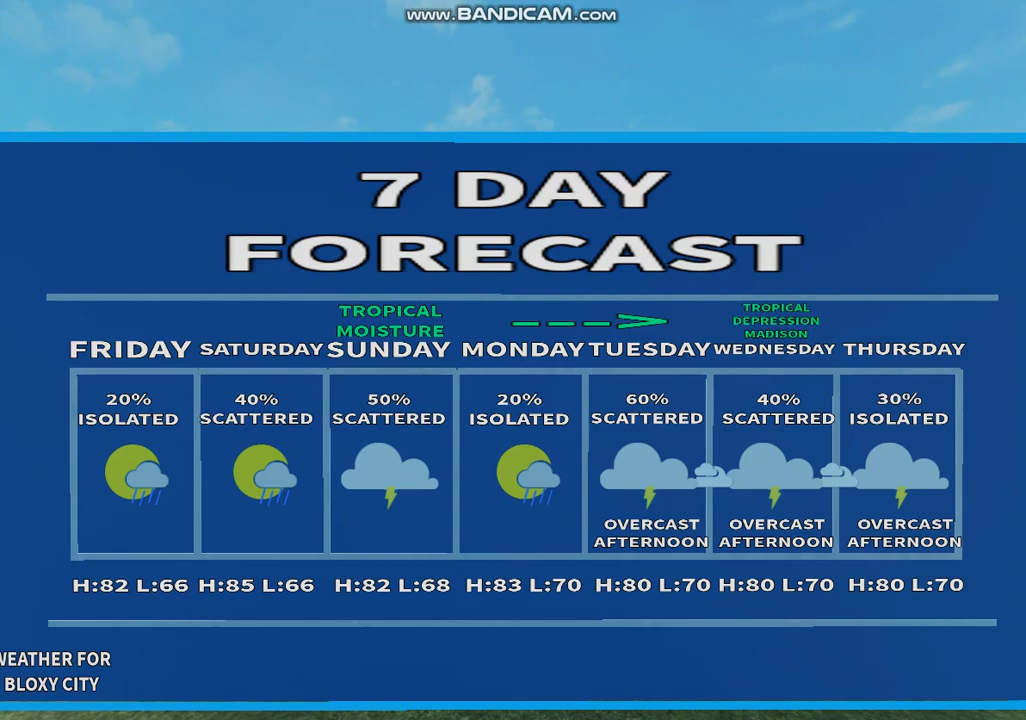 www.BANDICAM.com
7 DAY
FORECAST
TROPICAL
MOISTURE
TROPICAL
DEPRESSION
MADISON
FRIDAY SATURDAY SUNDAY MONDAY TUESDAY WEDNESDAY THURSDAY
20% 40% 50% 20% 60% 40% 30%
ISOLATED SCATTERED SCATTERED ISOLATED SCATTERED SCATTERED ISOLATED
OVERCAST OVERCAST OVERCAST
AFTERNOON AFTERNOON AFTERNOON
H:82 L:66 H:85 L:66 H:82 L:68 H:83 L:70 H:80 L:70 H:80 L:70 H:80 L:70
WEATHER FOR
BLOXY CITY